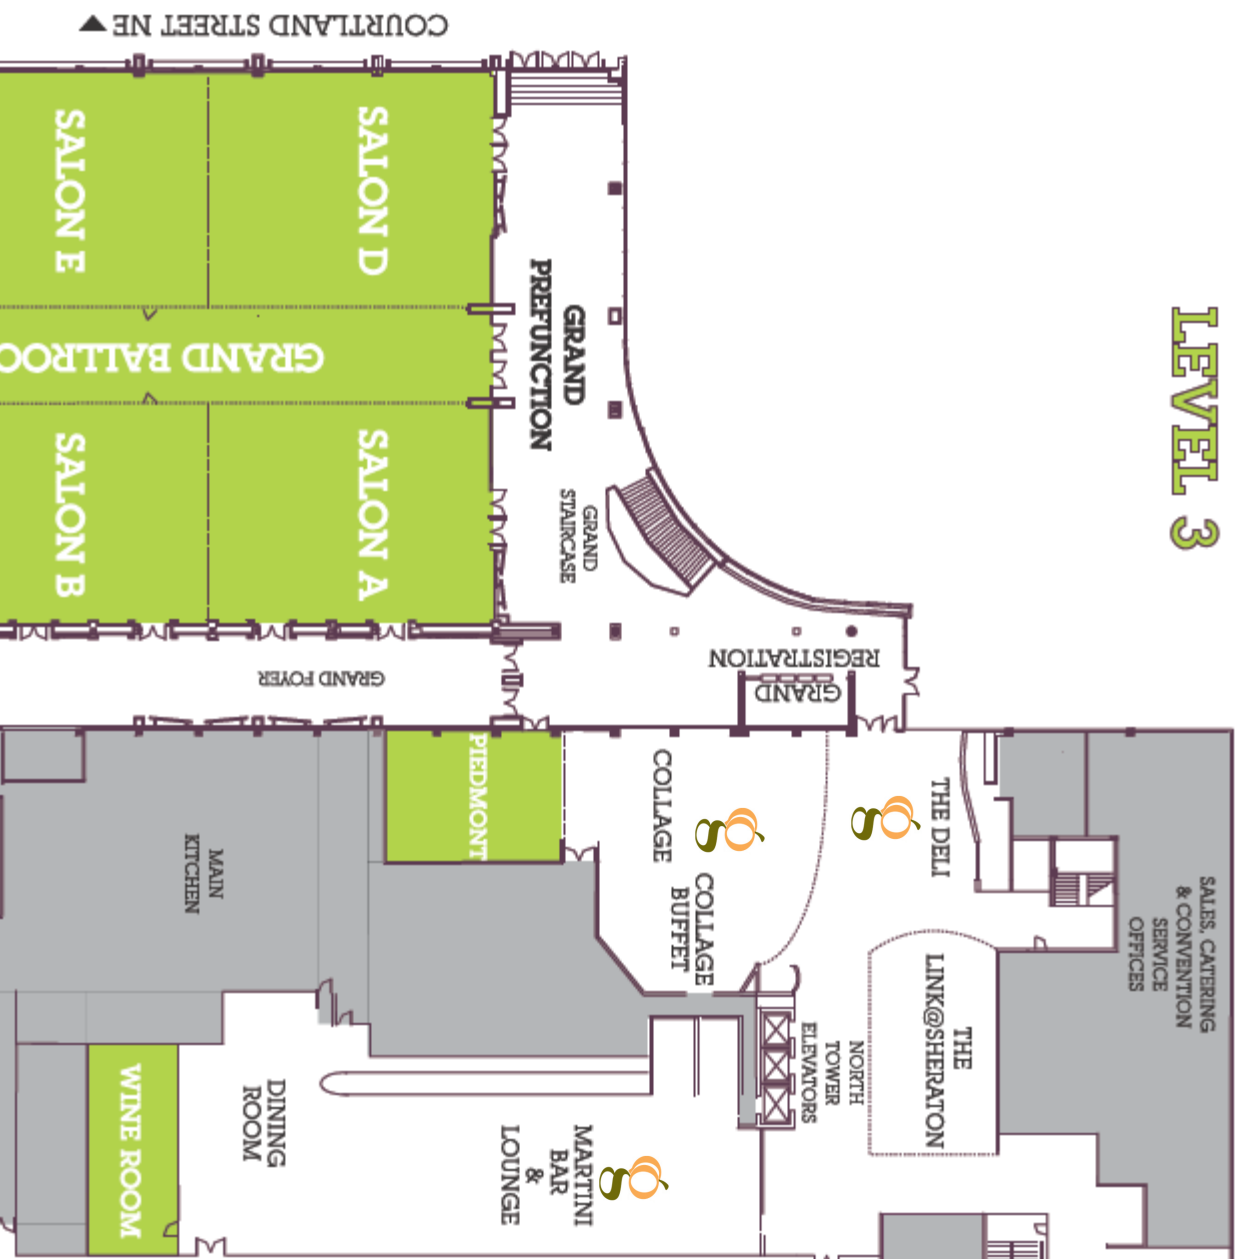 COURTLAND STREET NE
SALON E
SALON D
GRAND
PREFUNCTION
LEVEL 3
GRAND BALLROO
SALON B
SALON A
GRAND
STAIRCASE
GRAND FOYER
GRAND
REGISTRATION
PIEDMONT
COLLAGE
THE DELI
MAIN
KITCHEN
COLLAGE
BUFFET
SALES, CATERING
& CONVENTION
SERVICE
OFFICES
THE
LINK@SHERATON
NORTH
TOWER
ELEVATORS
WINE ROOM
DINING
ROOM
MARTINI
BAR
&
LOUNGE